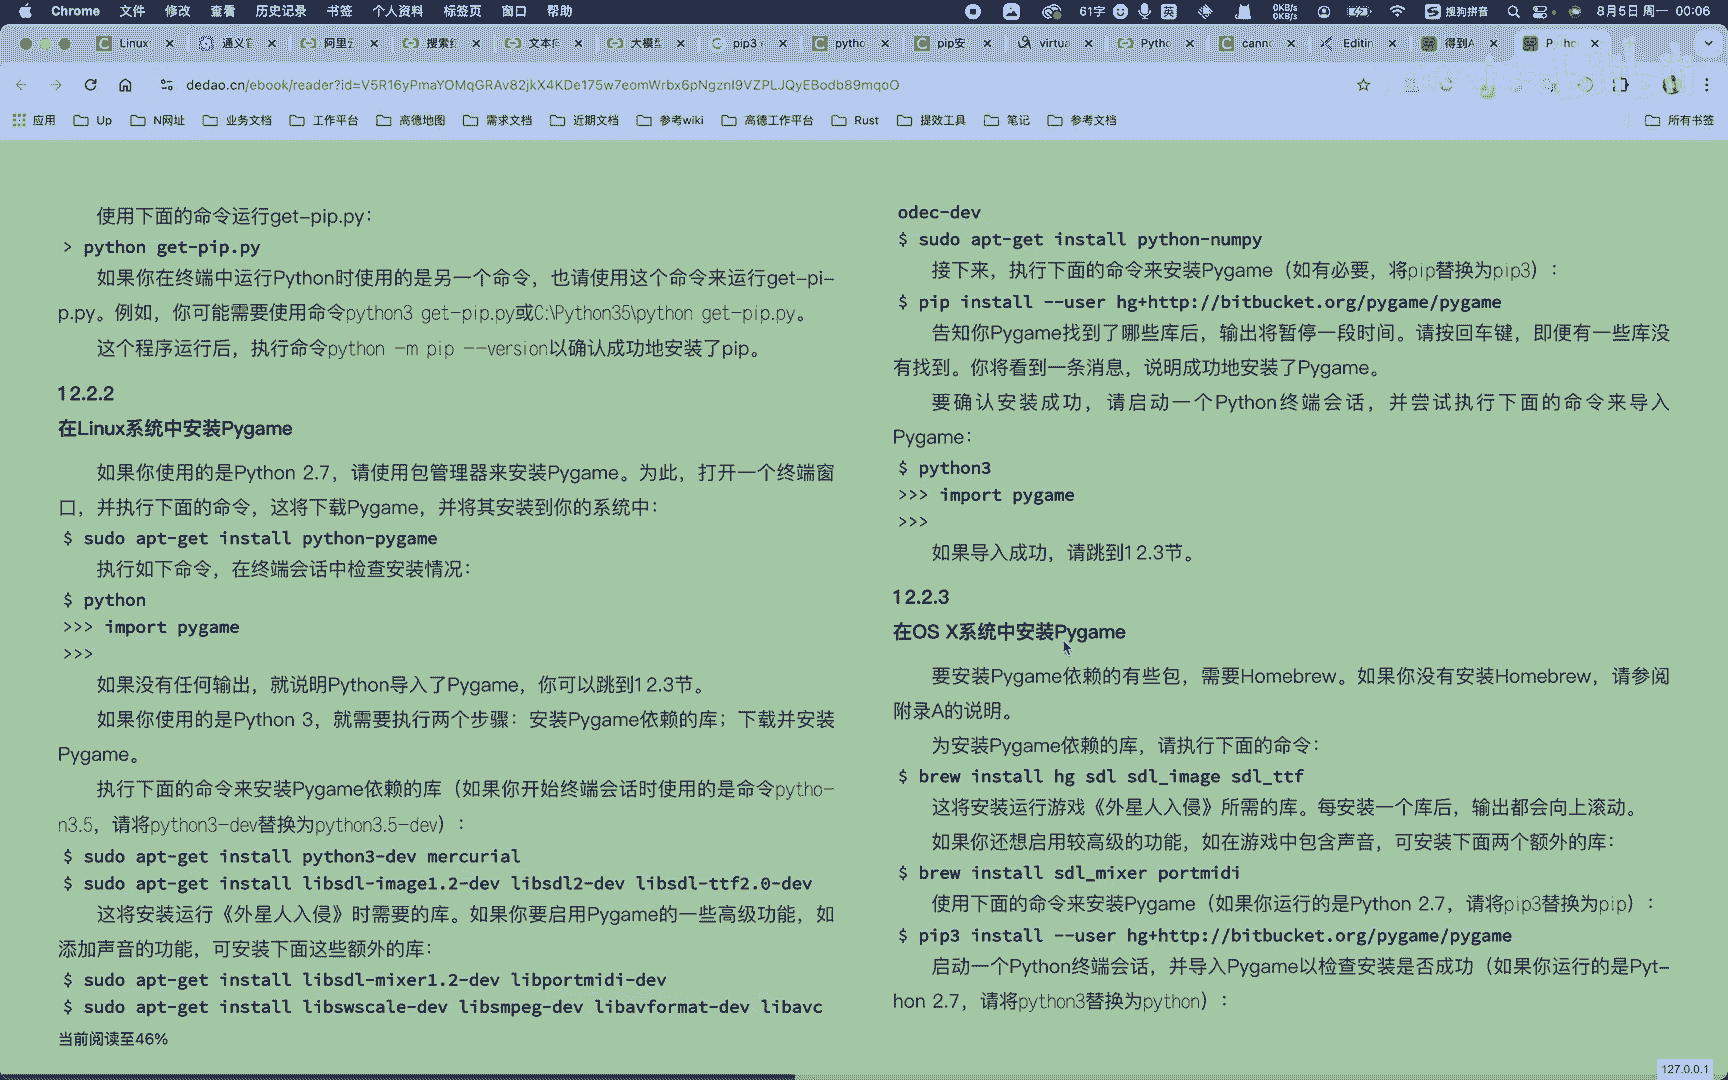 Chrome 文件 修改 查看 历史记录 书签 个人资料 标签页 窗口 帮助 61字 英 0KB/s 0KB/s 搜狗拼音 8月5日 周一 00:06
Linux 通义官 阿里云 搜索 文本向 大模型 pip3 pytho pip安 virtua Pytho canno Editin 得到A
dedao.cn/ebook/reader?id=V5R16yPmaYOMqGRAv82jkX4KDe175w7eomWrbx6pNgznl9VZPLJQyEBodb89mqoO
应用 Up N网址 业务文档 工作平台 高德地图 需求文档 近期文档 参考wiki 高德工作平台 Rust 提效工具 笔记 参考文档 所有书签
使用下面的命令运行get-pip.py：
> python get-pip.py
如果你在终端中运行Python时使用的是另一个命令，也请使用这个命令来运行get-pi-
p.py。例如，你可能需要使用命令python3 get-pip.py或C:\Python35\python get-pip.py。
这个程序运行后，执行命令python -m pip --version以确认成功地安装了pip。
12.2.2
在Linux系统中安装Pygame
如果你使用的是Python 2.7，请使用包管理器来安装Pygame。为此，打开一个终端窗
口，并执行下面的命令，这将下载Pygame，并将其安装到你的系统中：
$ sudo apt-get install python-pygame
执行如下命令，在终端会话中检查安装情况：
$ python
>>> import pygame
>>>
如果没有任何输出，就说明Python导入了Pygame，你可以跳到12.3节。
如果你使用的是Python 3，就需要执行两个步骤：安装Pygame依赖的库；下载并安装
Pygame。
执行下面的命令来安装Pygame依赖的库（如果你开始终端会话时使用的是命令pytho-
n3.5，请将python3-dev替换为python3.5-dev）：
$ sudo apt-get install python3-dev mercurial
$ sudo apt-get install libsdl-image1.2-dev libsdl2-dev libsdl-ttf2.0-dev
这将安装运行《外星人入侵》时需要的库。如果你要启用Pygame的一些高级功能，如
添加声音的功能，可安装下面这些额外的库：
$ sudo apt-get install libsdl-mixer1.2-dev libportmidi-dev
$ sudo apt-get install libswscale-dev libsmpeg-dev libavformat-dev libavc
当前阅读至46%
odec-dev
$ sudo apt-get install python-numpy
接下来，执行下面的命令来安装Pygame（如有必要，将pip替换为pip3）：
$ pip install --user hg+http://bitbucket.org/pygame/pygame
告知你Pygame找到了哪些库后，输出将暂停一段时间。请按回车键，即便有一些库没
有找到。你将看到一条消息，说明成功地安装了Pygame。
要确认安装成功，请启动一个Python终端会话，并尝试执行下面的命令来导入
Pygame：
$ python3
>>> import pygame
>>>
如果导入成功，请跳到12.3节。
12.2.3
在OS X系统中安装Pygame
要安装Pygame依赖的有些包，需要Homebrew。如果你没有安装Homebrew，请参阅
附录A的说明。
为安装Pygame依赖的库，请执行下面的命令：
$ brew install hg sdl sdl_image sdl_ttf
这将安装运行游戏《外星人入侵》所需的库。每安装一个库后，输出都会向上滚动。
如果你还想启用较高级的功能，如在游戏中包含声音，可安装下面两个额外的库：
$ brew install sdl_mixer portmidi
使用下面的命令来安装Pygame（如果你运行的是Python 2.7，请将pip3替换为pip）：
$ pip3 install --user hg+http://bitbucket.org/pygame/pygame
启动一个Python终端会话，并导入Pygame以检查安装是否成功（如果你运行的是Pyt-
hon 2.7，请将python3替换为python）：
127.0.0.1